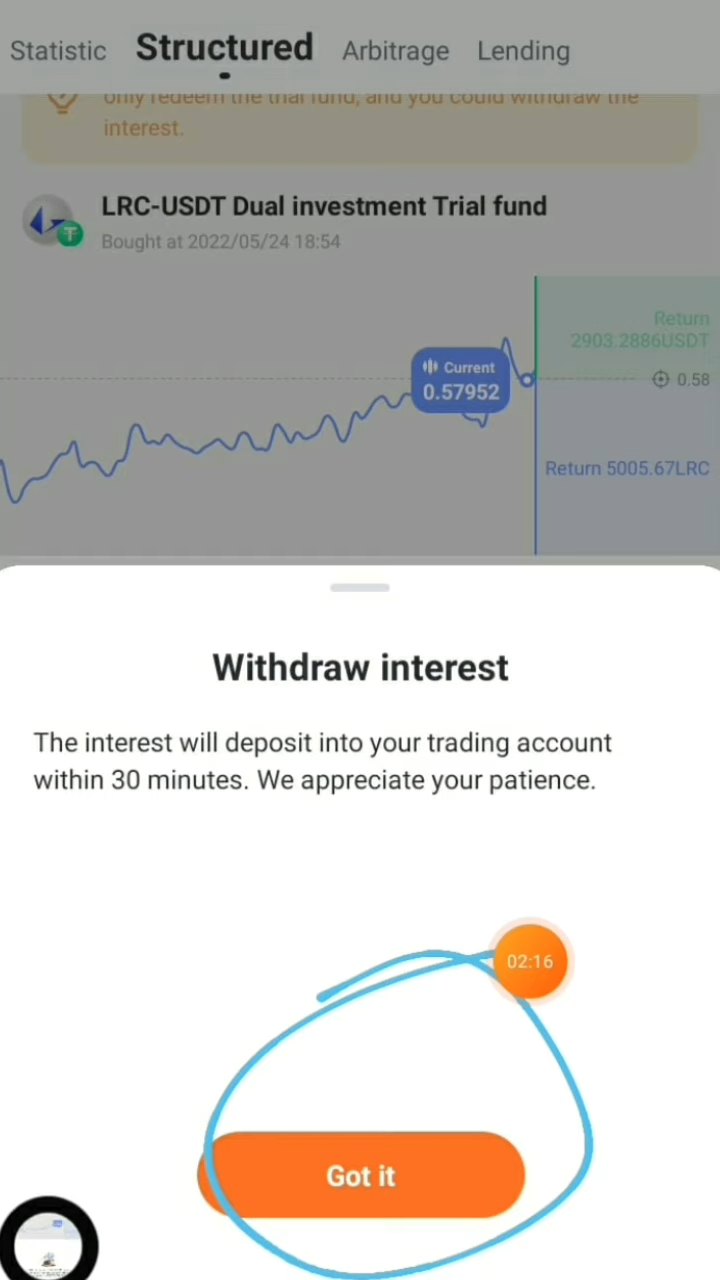 Statistic Structured Arbitrage Lending
only redeem the trial fund, and you could withdraw the
interest.
LRC-USDT Dual investment Trial fund
Bought at 2022/05/24 18:54
Return
2903.2886USDT
Current
0.57952
0.58
Return 5005.67LRC
Withdraw interest
The interest will deposit into your trading account
within 30 minutes. We appreciate your patience.
02:16
Got it